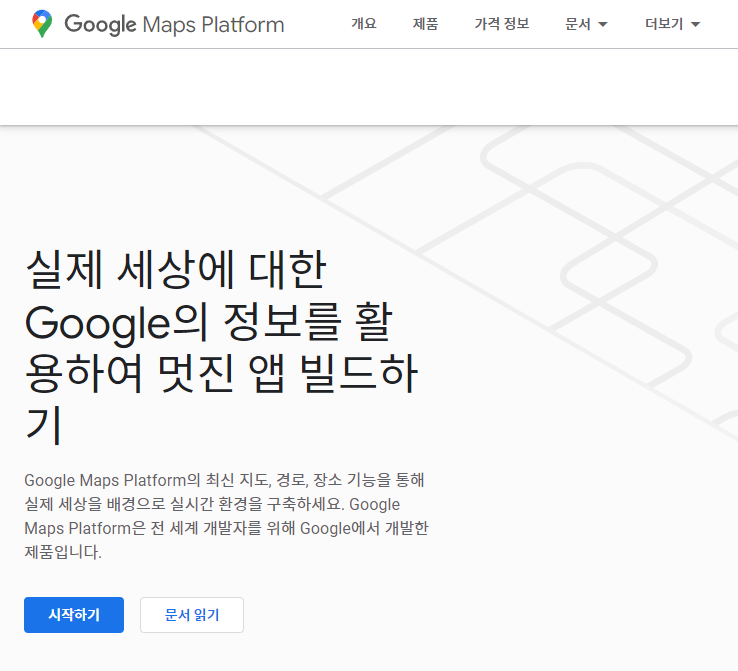 Google Maps Platform 개요 제품 가격 정보 문서 더보기
실제 세상에 대한
Google의 정보를 활
용하여 멋진 앱 빌드하
기
Google Maps Platform의 최신 지도, 경로, 장소 기능을 통해
실제 세상을 배경으로 실시간 환경을 구축하세요. Google
Maps Platform은 전 세계 개발자를 위해 Google에서 개발한
제품입니다.
시작하기 문서 읽기